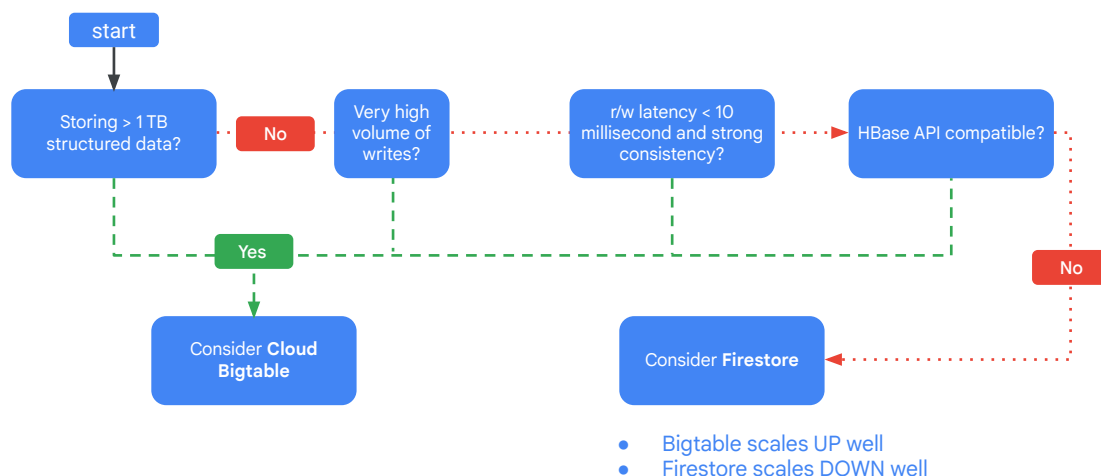 start
Storing > 1 TB
structured data?
No
Very high
volume of
writes?
r/w latency < 10
millisecond and strong
consistency?
HBase API compatible?
Yes
No
Consider Cloud
Bigtable
Consider Firestore
Bigtable scales UP well
Firestore scales DOWN well